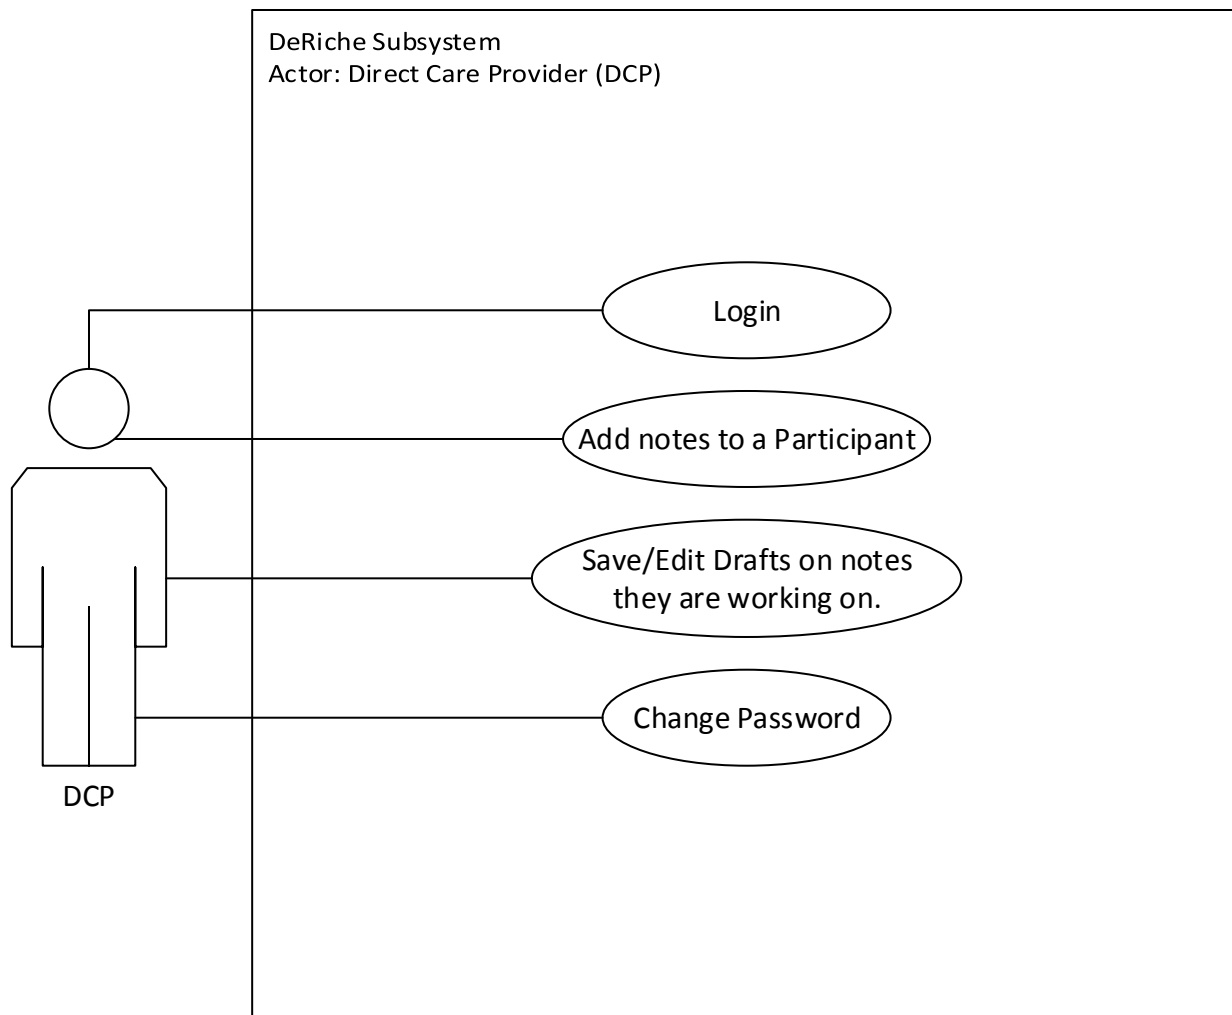 DeRiche Subsystem
Actor: Direct Care Provider (DCP)
Login
Add notes to a Participant
Save/Edit Drafts on notes
they are working on.
Change Password
DCP